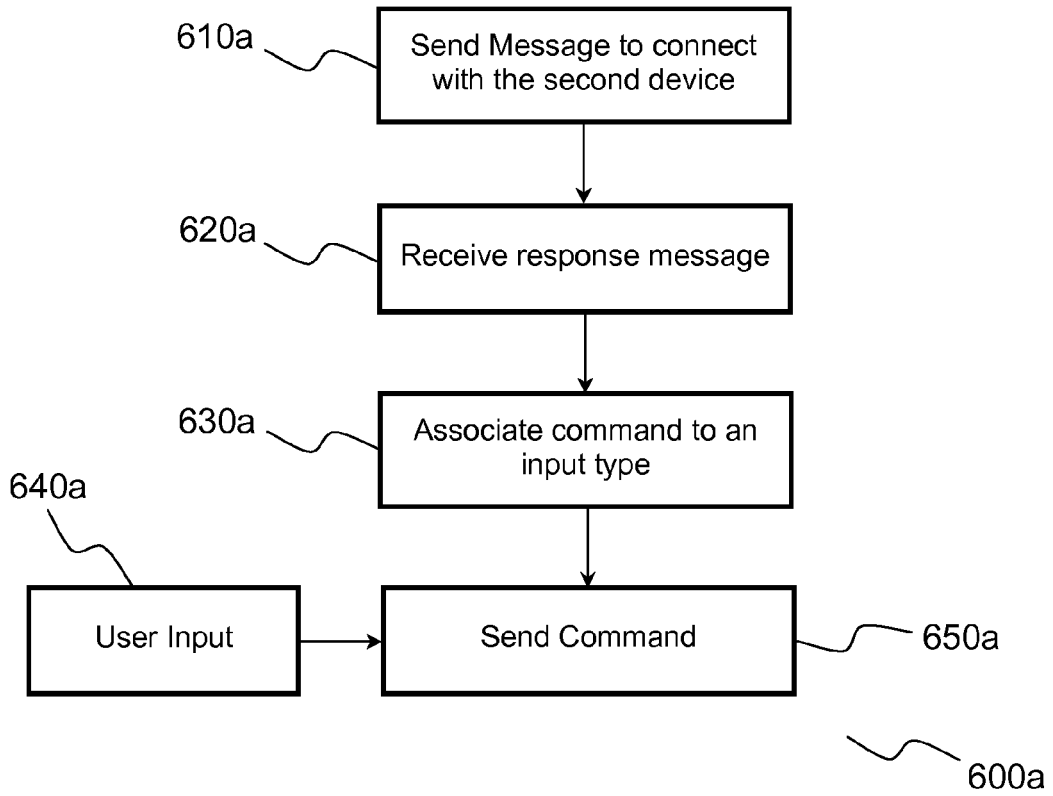 610a
Send Message to connect
with the second device
620a
Receive response message
630a
Associate command to an
input type
640a
User Input
Send Command
650a
600a